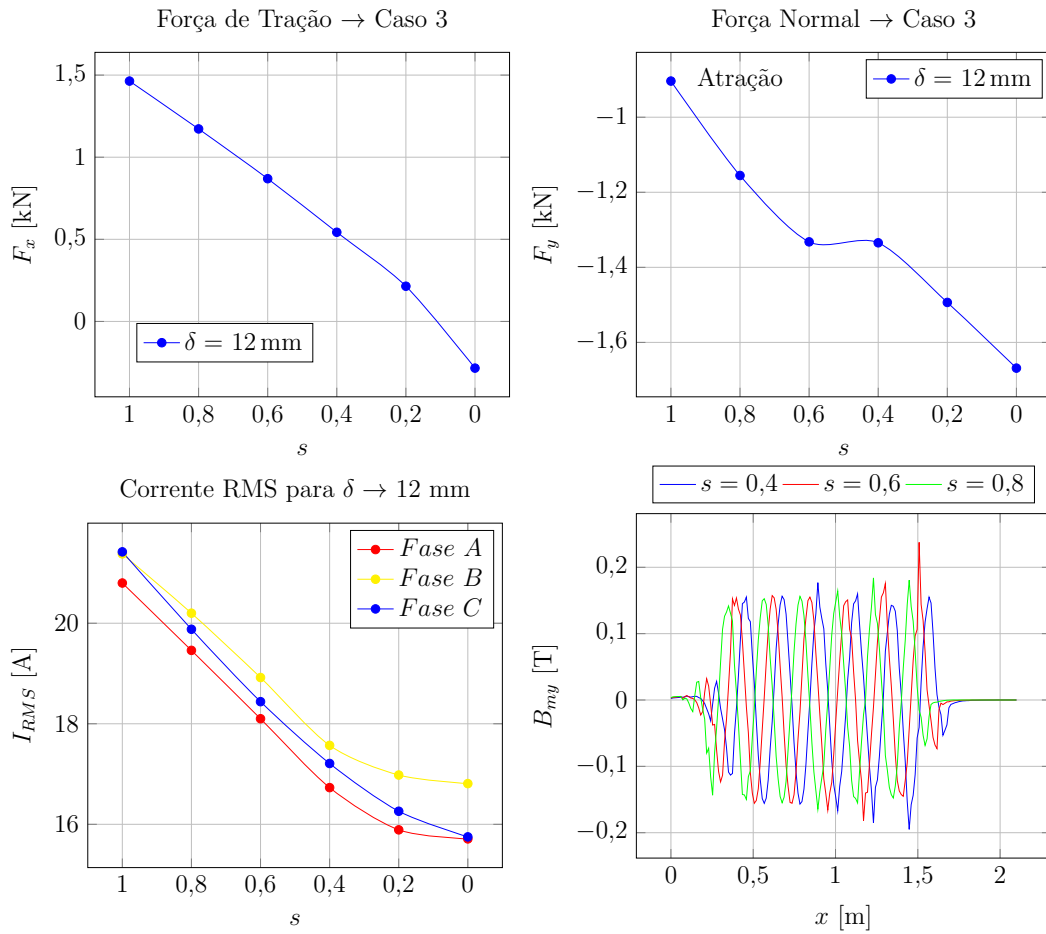 Força de Tração → Caso 3
1,5
1
0,5
0
F_x [kN]
δ = 12 mm
1 0,8 0,6 0,4 0,2 0
s
Força Normal → Caso 3
Atração
δ = 12 mm
−1
−1,2
−1,4
−1,6
F_y [kN]
1 0,8 0,6 0,4 0,2 0
s
Corrente RMS para δ → 12 mm
Fase A
Fase B
Fase C
20
18
16
I_{RMS} [A]
1 0,8 0,6 0,4 0,2 0
s
s = 0,4 s = 0,6 s = 0,8
0,2
0,1
0
−0,1
−0,2
B_{my} [T]
0 0,5 1 1,5 2
x [m]